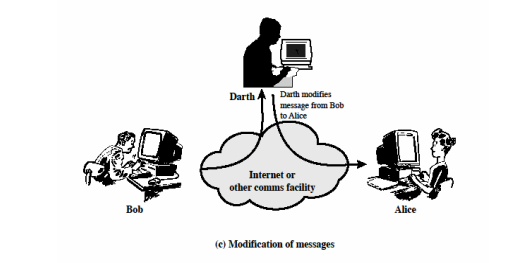 Darth
Darth modifies
message from Bob
to Alice
Internet or
other comms facility
Bob
Alice
(c) Modification of messages